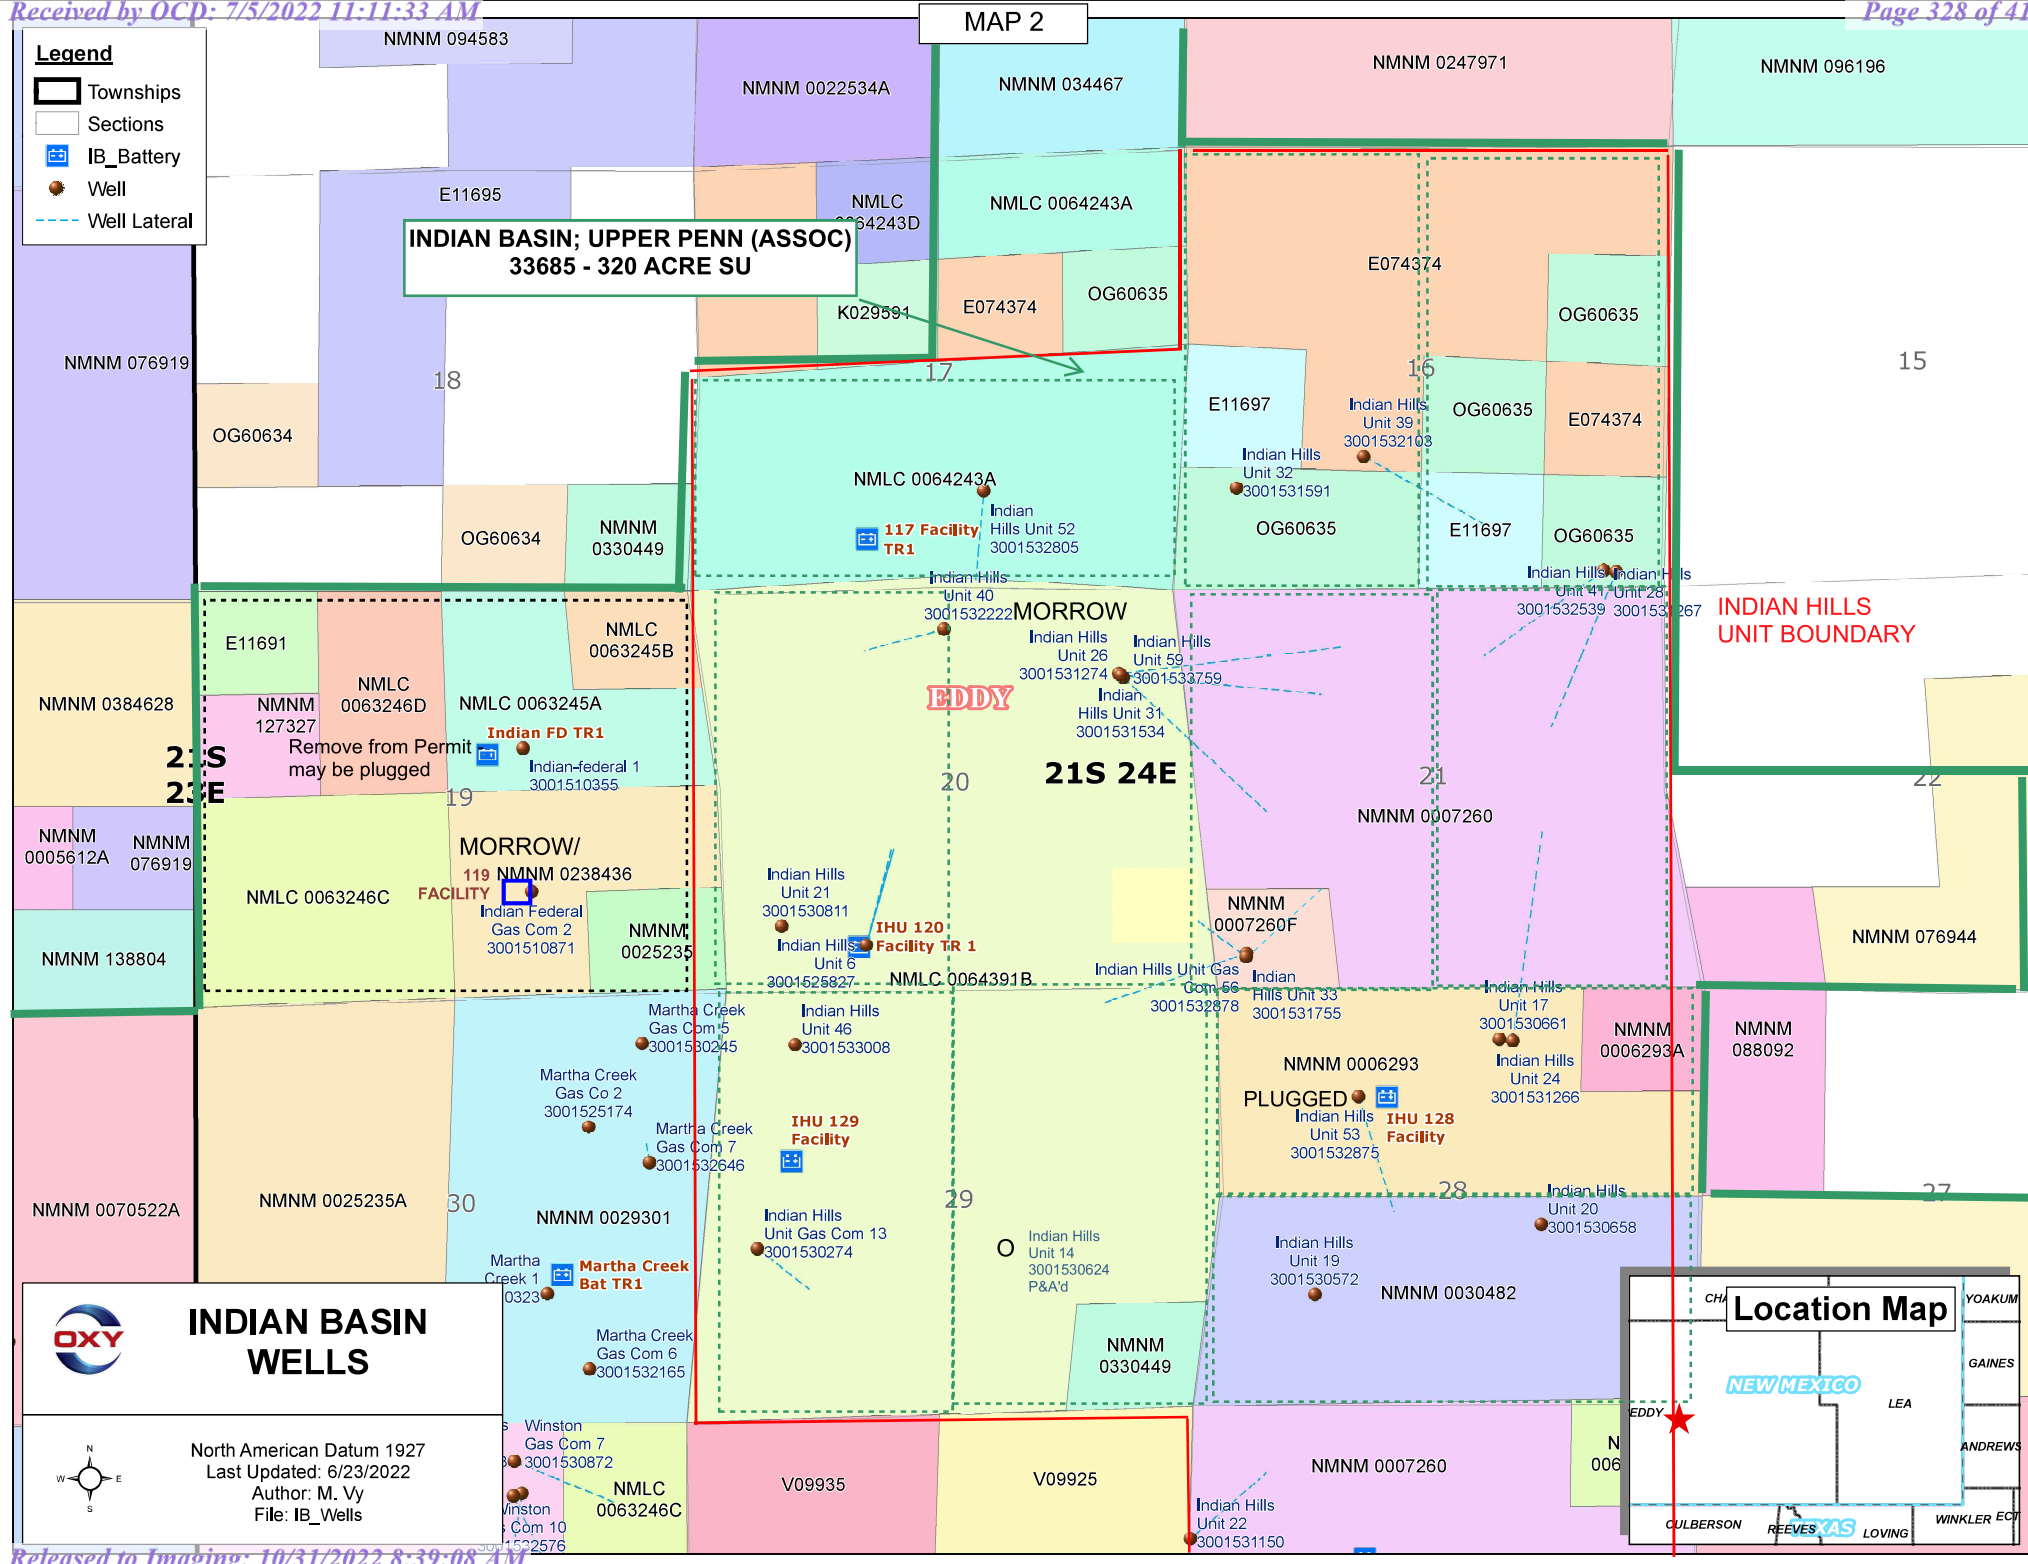 Received by OCD: 7/5/2022 11:11:33 AM
MAP 2
Legend
Townships
Sections
IB_Battery
Well
Well Lateral
NMNM 094583
NMNM 0022534A
NMNM 034467
NMNM 0247971
NMNM 096196
E11695
NMLC
NMLC 0064243A
INDIAN BASIN; UPPER PENN (ASSOC)
33685 - 320 ACRE SU
K029591
E074374
OG60635
E074374
OG60635
NMNM 076919
18
17
16
15
OG60634
E11697
Indian Hills
Unit 39
3001532103
OG60635
E074374
Indian Hills
Unit 32
3001531591
NMLC 0064243A
Indian
Hills Unit 52
3001532805
117 Facility
TR1
OG60634
NMNM
0330449
OG60635
E11697
OG60635
Indian Hills
Unit 41
3001532539
Indian Hills
Unit 28
INDIAN HILLS
UNIT BOUNDARY
Indian Hills
Unit 40
3001532222
MORROW
Indian Hills
Unit 26
3001531274
Indian Hills
Unit 59
3001533759
Indian
Hills Unit 31
3001531534
EDDY
E11691
NMLC
0063246D
NMLC
0063245B
NMLC 0063245A
NMNM 0384628
NMNM
127327
Remove from Permit -
may be plugged
Indian FD TR1
Indian-federal 1
3001510355
21S
23E
19
20
21S 24E
21
22
NMNM 0007260
NMNM
0005612A
NMNM
076919
MORROW/
119
FACILITY
NMNM 0238436
Indian Federal
Gas Com 2
3001510871
NMLC 0063246C
NMNM
0025235
Indian Hills
Unit 21
3001530811
IHU 120
Facility TR 1
Indian Hills
Unit 6
3001525827
NMLC 0064391B
NMNM
0007260F
Indian Hills Unit Gas
Com 56
3001532878
Indian
Hills Unit 33
3001531755
NMNM 138804
NMNM 076944
Martha Creek
Gas Com 5
3001530245
Indian Hills
Unit 46
3001533008
Indian Hills
Unit 17
3001530661
NMNM
0006293A
NMNM
088092
NMNM 0006293
Indian Hills
Unit 24
3001531266
Martha Creek
Gas Co 2
3001525174
PLUGGED
Indian Hills
Unit 53
3001532875
IHU 128
Facility
IHU 129
Facility
Martha Creek
Gas Com 7
3001532646
NMNM 0070522A
NMNM 0025235A
30
NMNM 0029301
29
28
27
Indian Hills
Unit 20
3001530658
Indian Hills
Unit Gas Com 13
3001530274
O
Indian Hills
Unit 14
3001530624
P&A'd
Indian Hills
Unit 19
3001530572
NMNM 0030482
Martha
Creek 1
0323
Martha Creek
Bat TR1
Martha Creek
Gas Com 6
3001532165
NMNM
0330449
OXY
INDIAN BASIN
WELLS
N
W E
S
North American Datum 1927
Last Updated: 6/23/2022
Author: M. Vy
File: IB_Wells
Winston
Gas Com 7
3001530872
Com 10
NMLC
0063246C
V09935
V09925
NMNM 0007260
Indian Hills
Unit 22
3001531150
Location Map
YOAKUM
GAINES
NEW MEXICO
LEA
EDDY
ANDREWS
CULBERSON
REEVES
TEXAS
LOVING
WINKLER
Released to Imaging: 10/31/2022 8:39:08 AM
Page 328 of 41